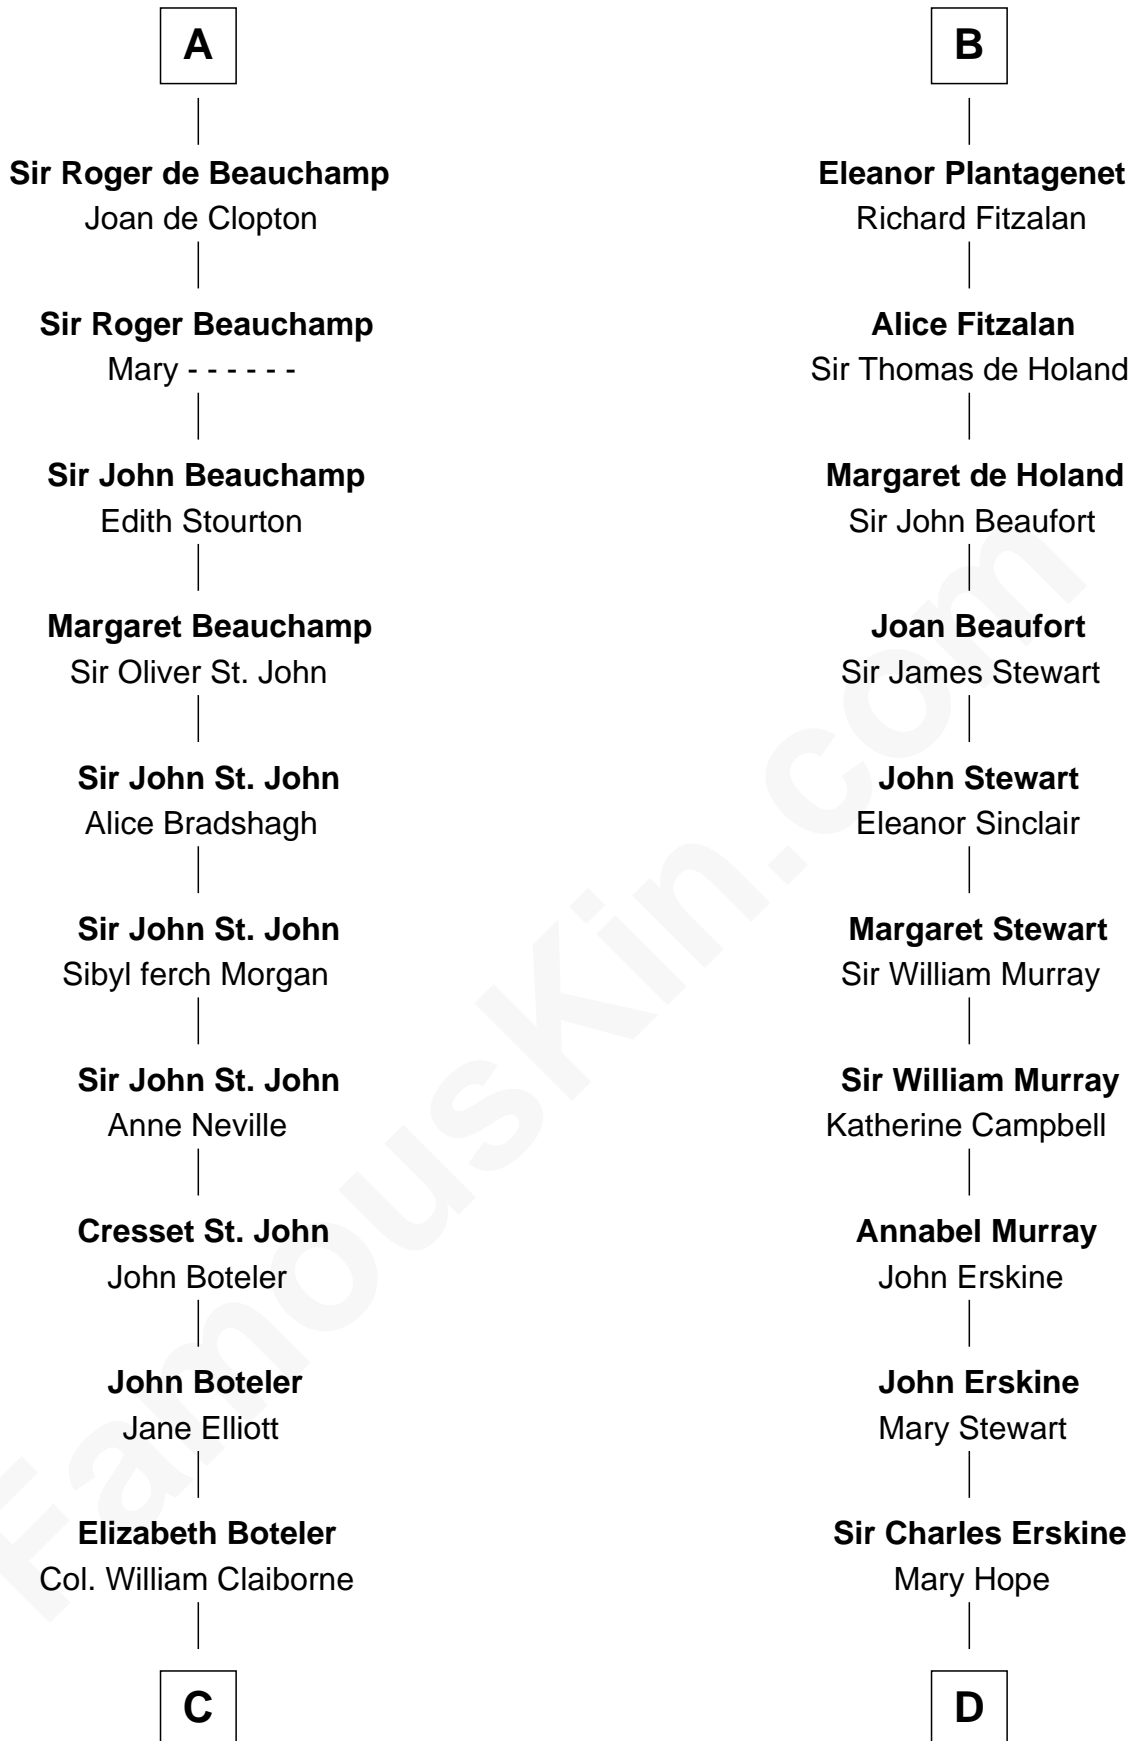 A
Sir Roger de Beauchamp
Joan de Clopton
Sir Roger Beauchamp
Mary - - - - - -
Sir John Beauchamp
Edith Stourton
Margaret Beauchamp
Sir Oliver St. John
Sir John St. John
Alice Bradshagh
Sir John St. John
Sibyl ferch Morgan
Sir John St. John
Anne Neville
Cresset St. John
John Boteler
John Boteler
Jane Elliott
Elizabeth Boteler
Col. William Claiborne
C
B
Eleanor Plantagenet
Richard Fitzalan
Alice Fitzalan
Sir Thomas de Holand
Margaret de Holand
Sir John Beaufort
Joan Beaufort
Sir James Stewart
John Stewart
Eleanor Sinclair
Margaret Stewart
Sir William Murray
Sir William Murray
Katherine Campbell
Annabel Murray
John Erskine
John Erskine
Mary Stewart
Sir Charles Erskine
Mary Hope
D
FamousKin.com